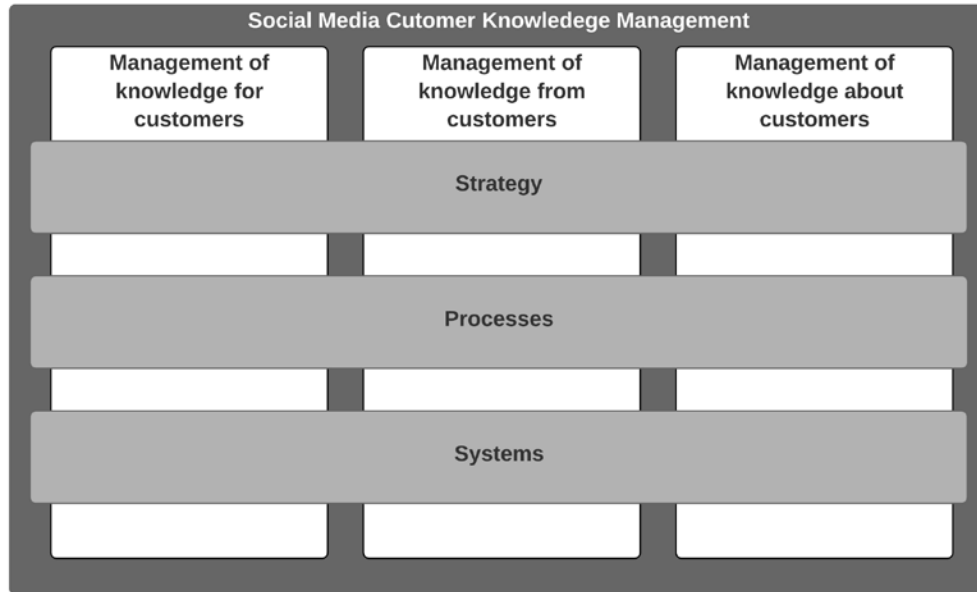 Social Media Cutomer Knowledege Management
Management of
knowledge for
customers
Management of
knowledge from
customers
Management of
knowledge about
customers
Strategy
Processes
Systems